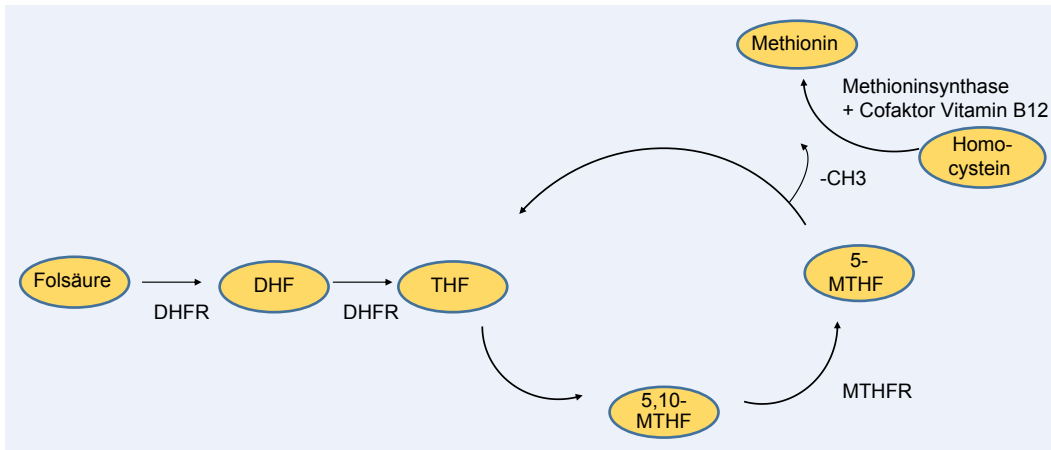 Methionin
Methioninsynthase
+ Cofaktor Vitamin B12
Homo-
cystein
-CH3
Folsäure
DHFR
DHF
DHFR
THF
5-
MTHF
5,10-
MTHF
MTHFR